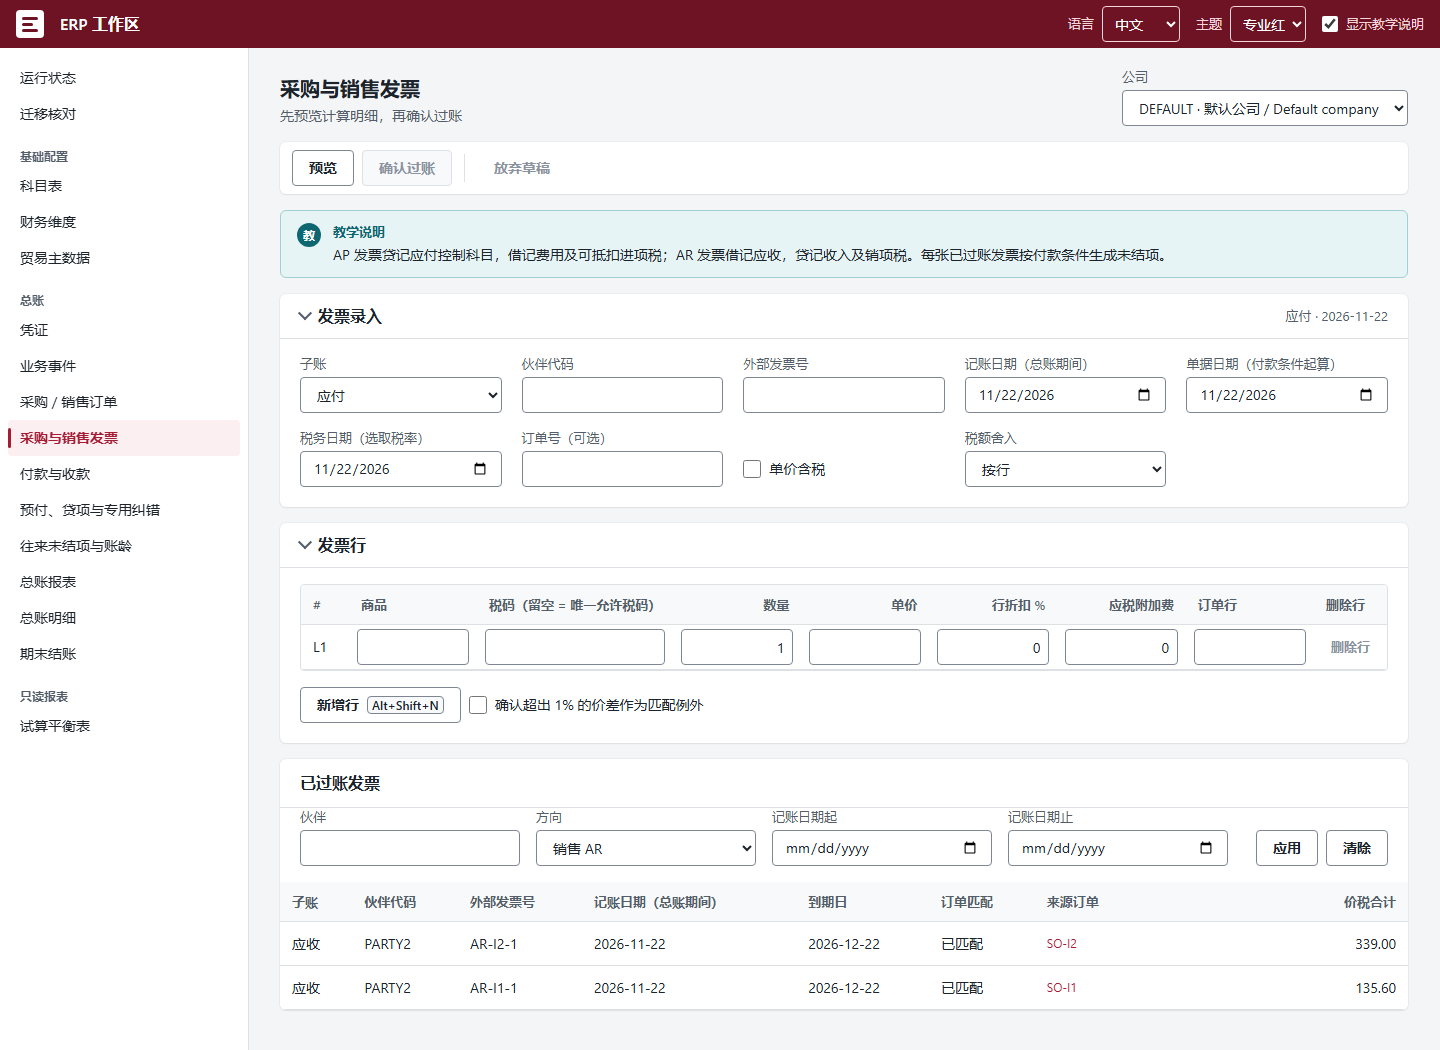 ERP 工作区
语言 中文 主题 专业红 显示教学说明
运行状态
迁移核对
基础配置
科目表
财务维度
贸易主数据
总账
凭证
业务事件
采购 / 销售订单
采购与销售发票
付款与收款
预付、贷项与专用纠错
往来未结项与账龄
总账报表
总账明细
期末结账
只读报表
试算平衡表
采购与销售发票
先预览计算明细，再确认过账
公司
DEFAULT · 默认公司 / Default company
预览 确认过账 放弃草稿
教 教学说明
AP 发票贷记应付控制科目，借记费用及可抵扣进项税；AR 发票借记应收，贷记收入及销项税。每张已过账发票按付款条件生成未结项。
发票录入 应付 · 2026-11-22
子账 伙伴代码 外部发票号 记账日期（总账期间） 单据日期（付款条件起算）
应付 11/22/2026 11/22/2026
税务日期（选取税率） 订单号（可选） 税额舍入
11/22/2026 单价含税 按行
发票行
# 商品 税码（留空 = 唯一允许税码） 数量 单价 行折扣 % 应税附加费 订单行 删除行
L1 1 0 0 删除行
新增行 Alt+Shift+N 确认超出 1% 的价差作为匹配例外
已过账发票
伙伴 方向 记账日期起 记账日期止
销售 AR mm/dd/yyyy mm/dd/yyyy 应用 清除
子账 伙伴代码 外部发票号 记账日期（总账期间） 到期日 订单匹配 来源订单 价税合计
应收 PARTY2 AR-I2-1 2026-11-22 2026-12-22 已匹配 SO-I2 339.00
应收 PARTY2 AR-I1-1 2026-11-22 2026-12-22 已匹配 SO-I1 135.60